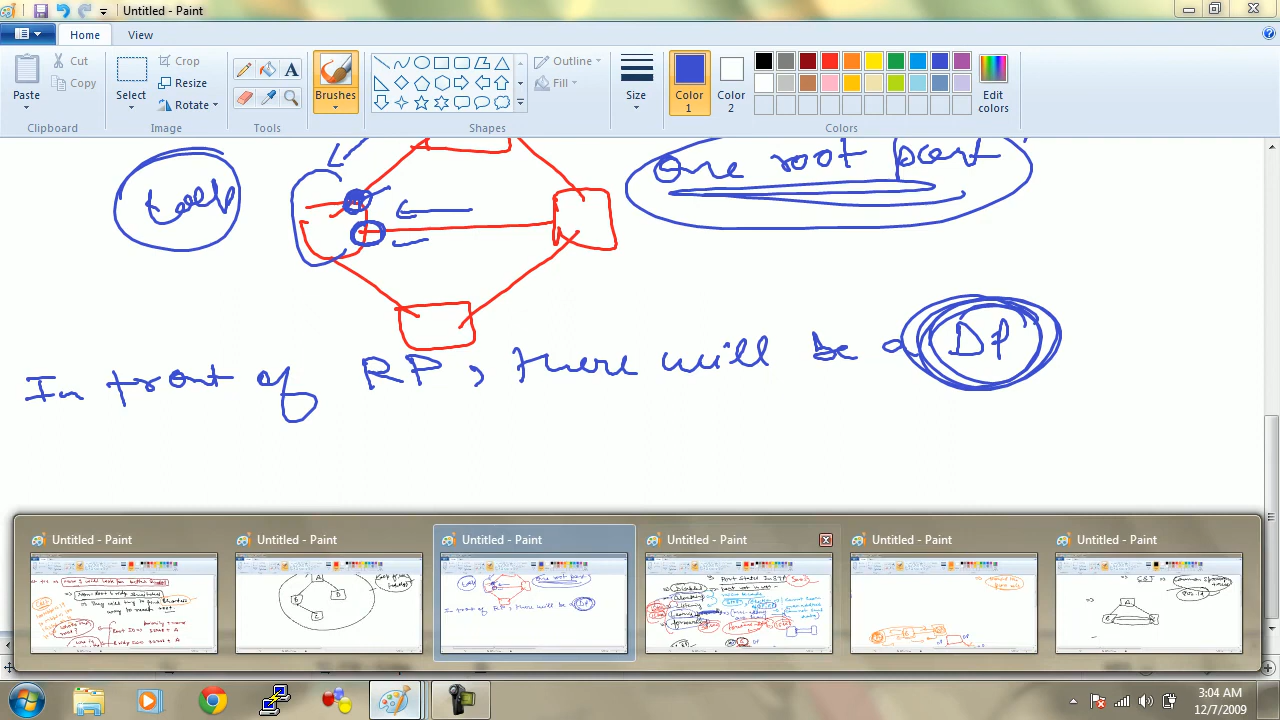 Untitled - Paint
Home
View
Paste
Cut
Copy
Clipboard
Select
Crop
Resize
Rotate
Image
Tools
Brushes
Shapes
Outline
Fill
Size
Color 1
Color 2
Edit colors
Colors
One root port
In front of RP, there will be a DP
Untitled - Paint
Untitled - Paint
Untitled - Paint
Untitled - Paint
Untitled - Paint
Untitled - Paint
3:04 AM
12/7/2009